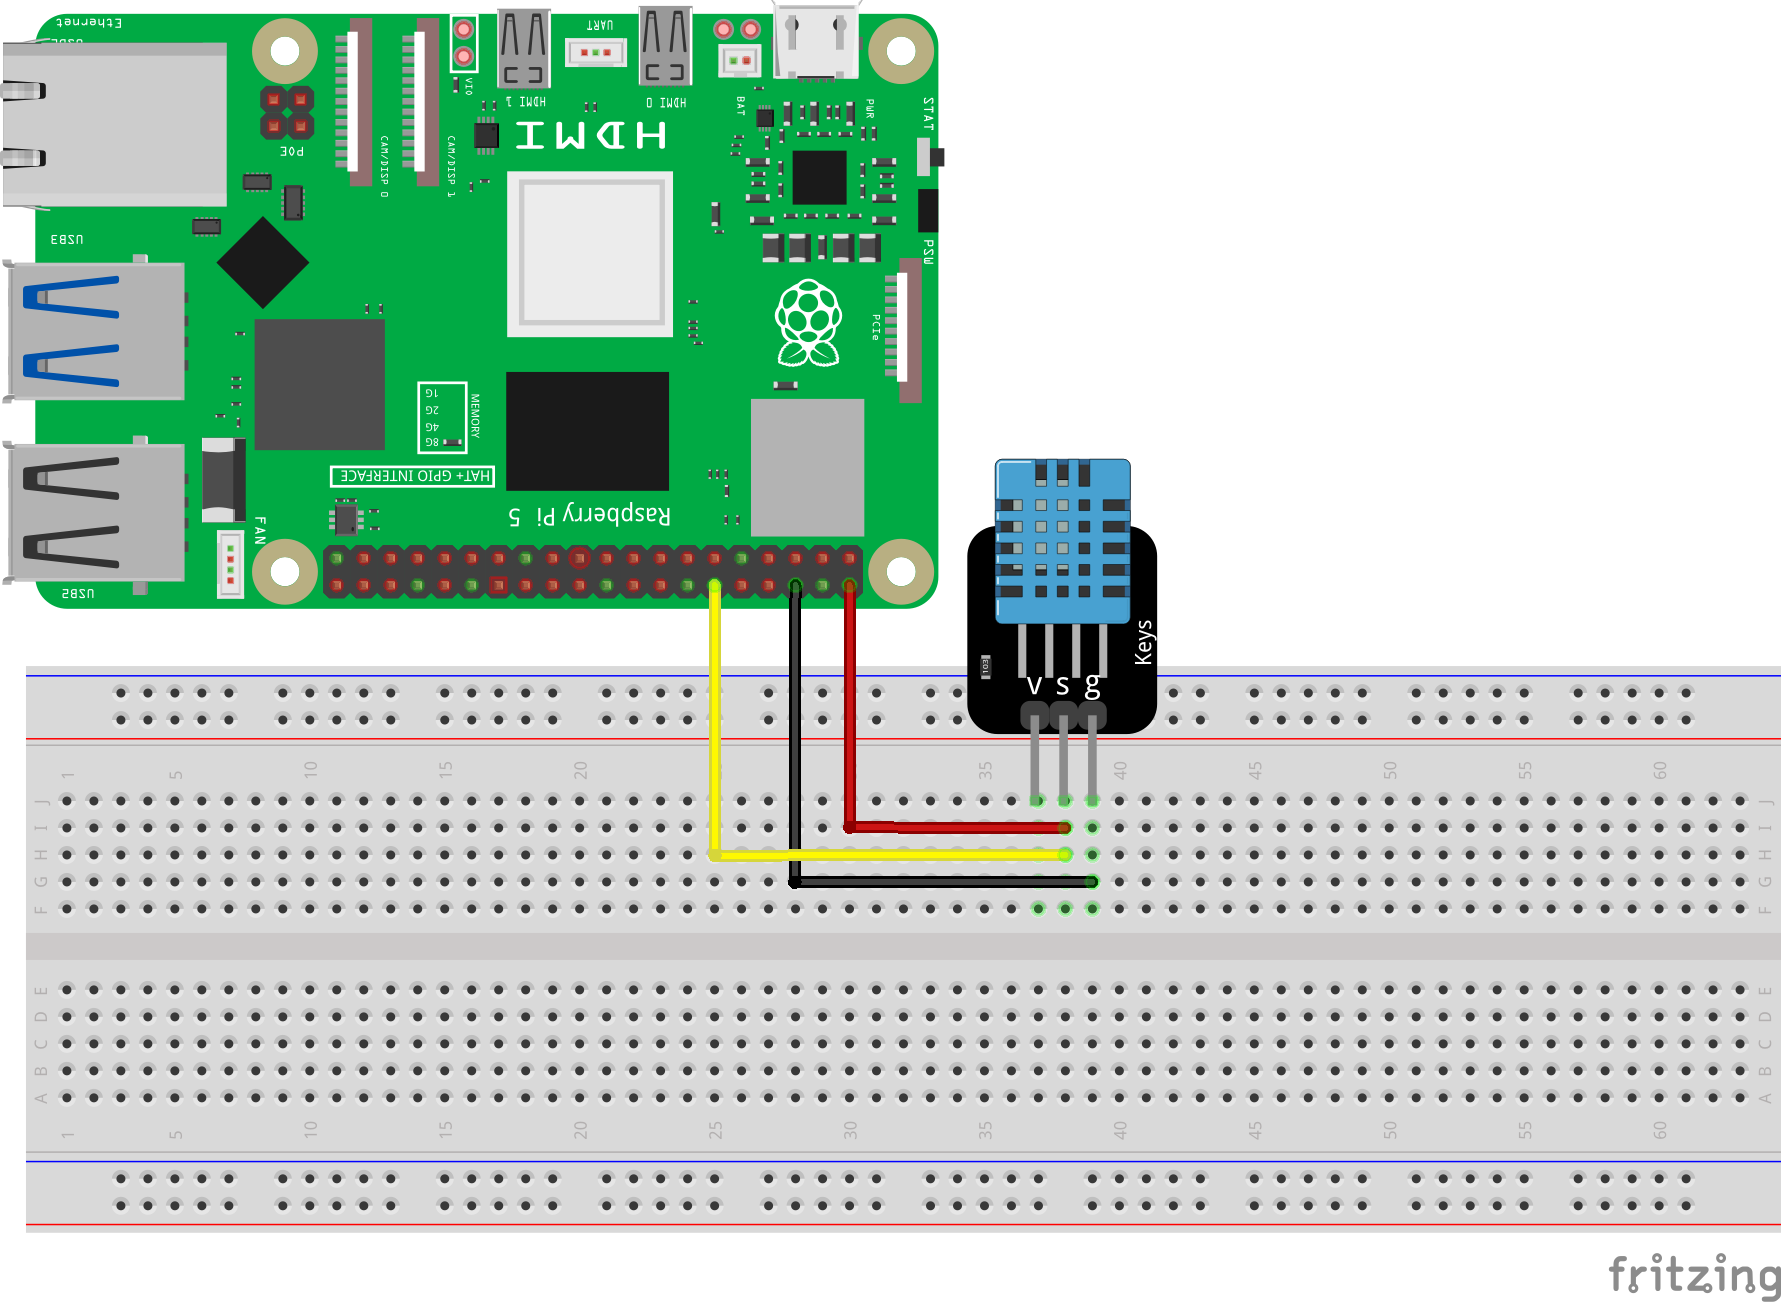 Ethernet
UART
VIO
HDMI 1
HDMI 0
BAT
PWR
STAT
HDMI
POE
CAM/DISP 0
CAM/DISP 1
USB3
PSW
PCIe
MEMORY
1G
2G
4G
8G
HAT+ GPIO INTERFACE
Raspberry Pi 5
FAN
USB2
Keys
103
v s g
1 5 10 15 20 35 40 45 50 55 60
J J
I I
H H
G G
F F
E E
D D
C C
B B
A A
1 5 10 15 20 25 30 35 40 45 50 55 60
fritzing